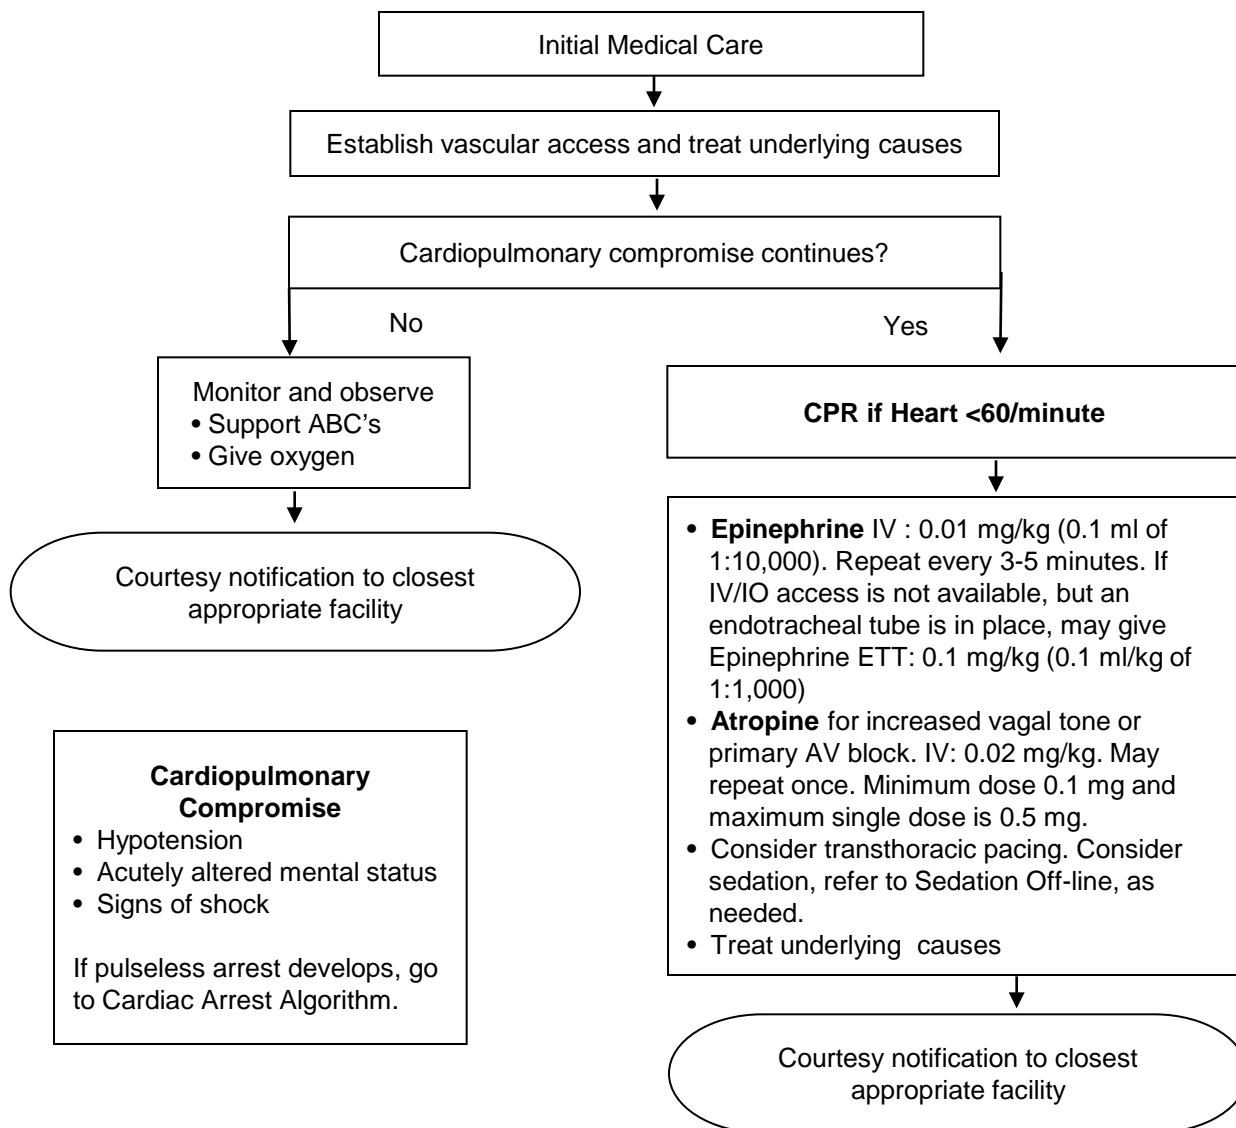 Initial Medical Care
Establish vascular access and treat underlying causes
Cardiopulmonary compromise continues?
No
Yes
Monitor and observe
• Support ABC's
• Give oxygen
Courtesy notification to closest
appropriate facility
CPR if Heart <60/minute
• Epinephrine IV : 0.01 mg/kg (0.1 ml of
1:10,000). Repeat every 3-5 minutes. If
IV/IO access is not available, but an
endotracheal tube is in place, may give
Epinephrine ETT: 0.1 mg/kg (0.1 ml/kg of
1:1,000)
• Atropine for increased vagal tone or
primary AV block. IV: 0.02 mg/kg. May
repeat once. Minimum dose 0.1 mg and
maximum single dose is 0.5 mg.
• Consider transthoracic pacing. Consider
sedation, refer to Sedation Off-line, as
needed.
• Treat underlying causes
Cardiopulmonary
Compromise
• Hypotension
• Acutely altered mental status
• Signs of shock
If pulseless arrest develops, go
to Cardiac Arrest Algorithm.
Courtesy notification to closest
appropriate facility